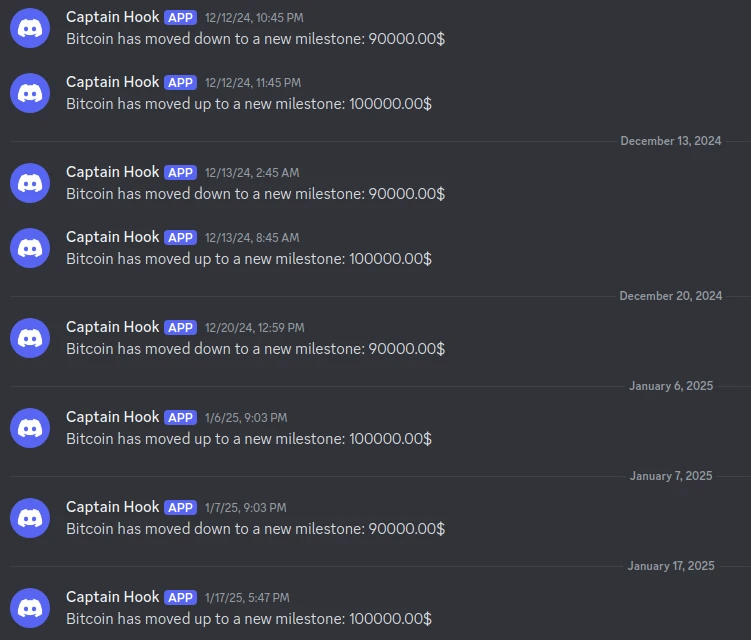 Captain Hook APP 12/12/24, 10:45 PM
Bitcoin has moved down to a new milestone: 90000.00$
Captain Hook APP 12/12/24, 11:45 PM
Bitcoin has moved up to a new milestone: 100000.00$
December 13, 2024
Captain Hook APP 12/13/24, 2:45 AM
Bitcoin has moved down to a new milestone: 90000.00$
Captain Hook APP 12/13/24, 8:45 AM
Bitcoin has moved up to a new milestone: 100000.00$
December 20, 2024
Captain Hook APP 12/20/24, 12:59 PM
Bitcoin has moved down to a new milestone: 90000.00$
January 6, 2025
Captain Hook APP 1/6/25, 9:03 PM
Bitcoin has moved up to a new milestone: 100000.00$
January 7, 2025
Captain Hook APP 1/7/25, 9:03 PM
Bitcoin has moved down to a new milestone: 90000.00$
January 17, 2025
Captain Hook APP 1/17/25, 5:47 PM
Bitcoin has moved up to a new milestone: 100000.00$